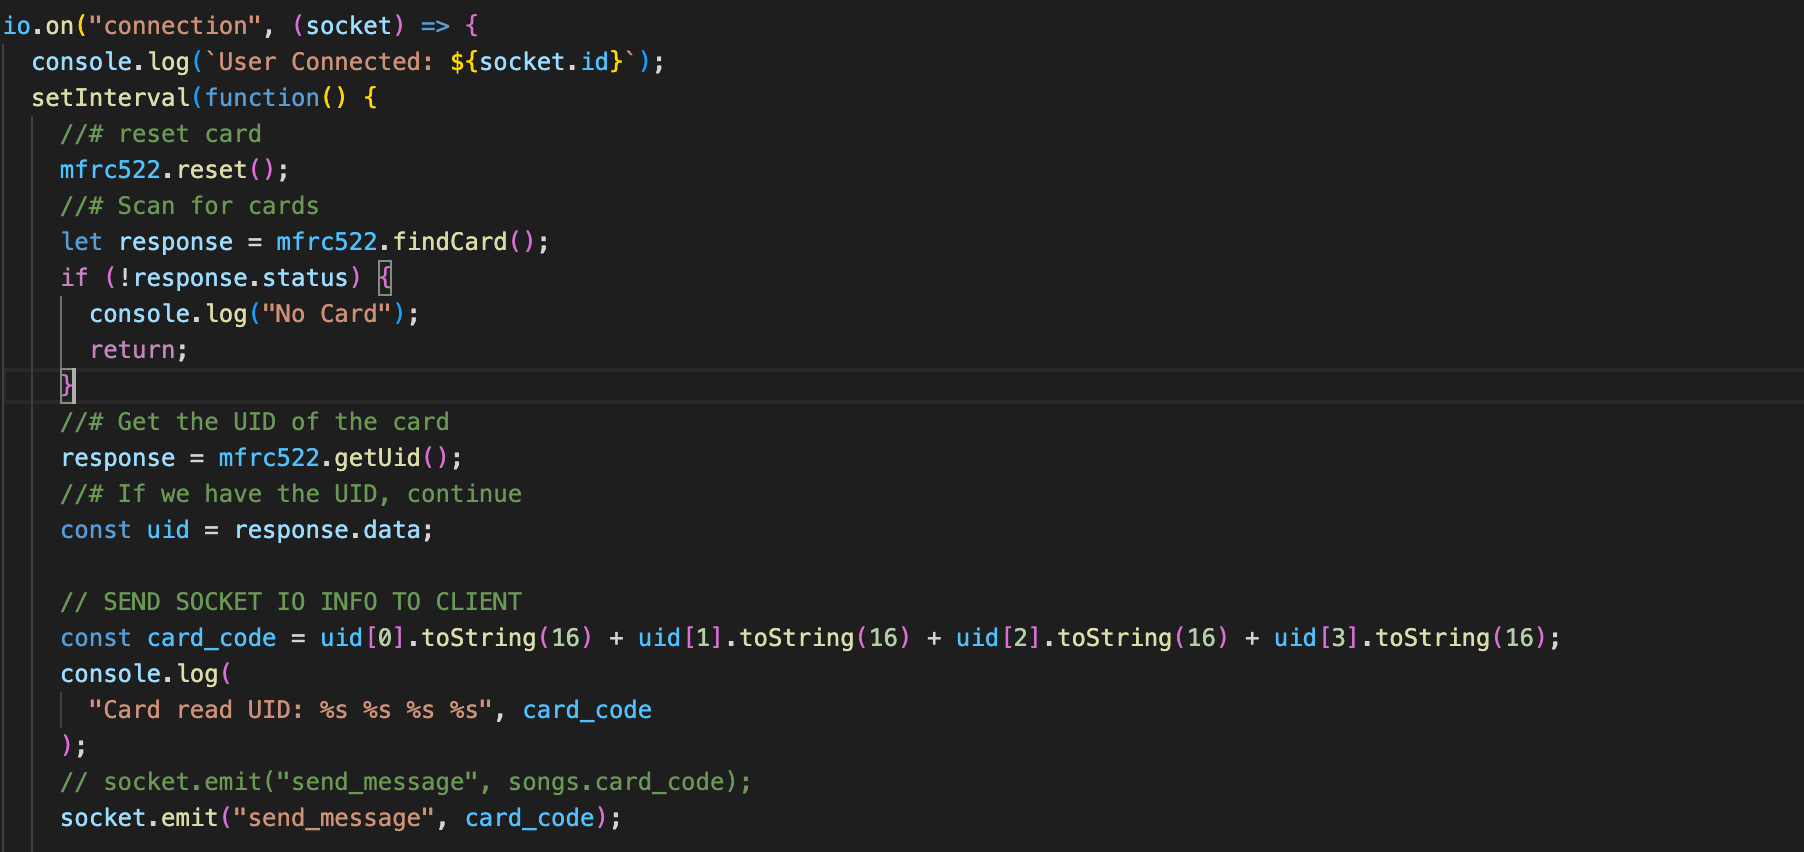 io.on("connection", (socket) => {
  console.log(`User Connected: ${socket.id}`);
  setInterval(function() {
    //# reset card
    mfrc522.reset();
    //# Scan for cards
    let response = mfrc522.findCard();
    if (!response.status) {
      console.log("No Card");
      return;
    }
    //# Get the UID of the card
    response = mfrc522.getUid();
    //# If we have the UID, continue
    const uid = response.data;

    // SEND SOCKET IO INFO TO CLIENT
    const card_code = uid[0].toString(16) + uid[1].toString(16) + uid[2].toString(16) + uid[3].toString(16);
    console.log(
      "Card read UID: %s %s %s %s", card_code
    );
    // socket.emit("send_message", songs.card_code);
    socket.emit("send_message", card_code);